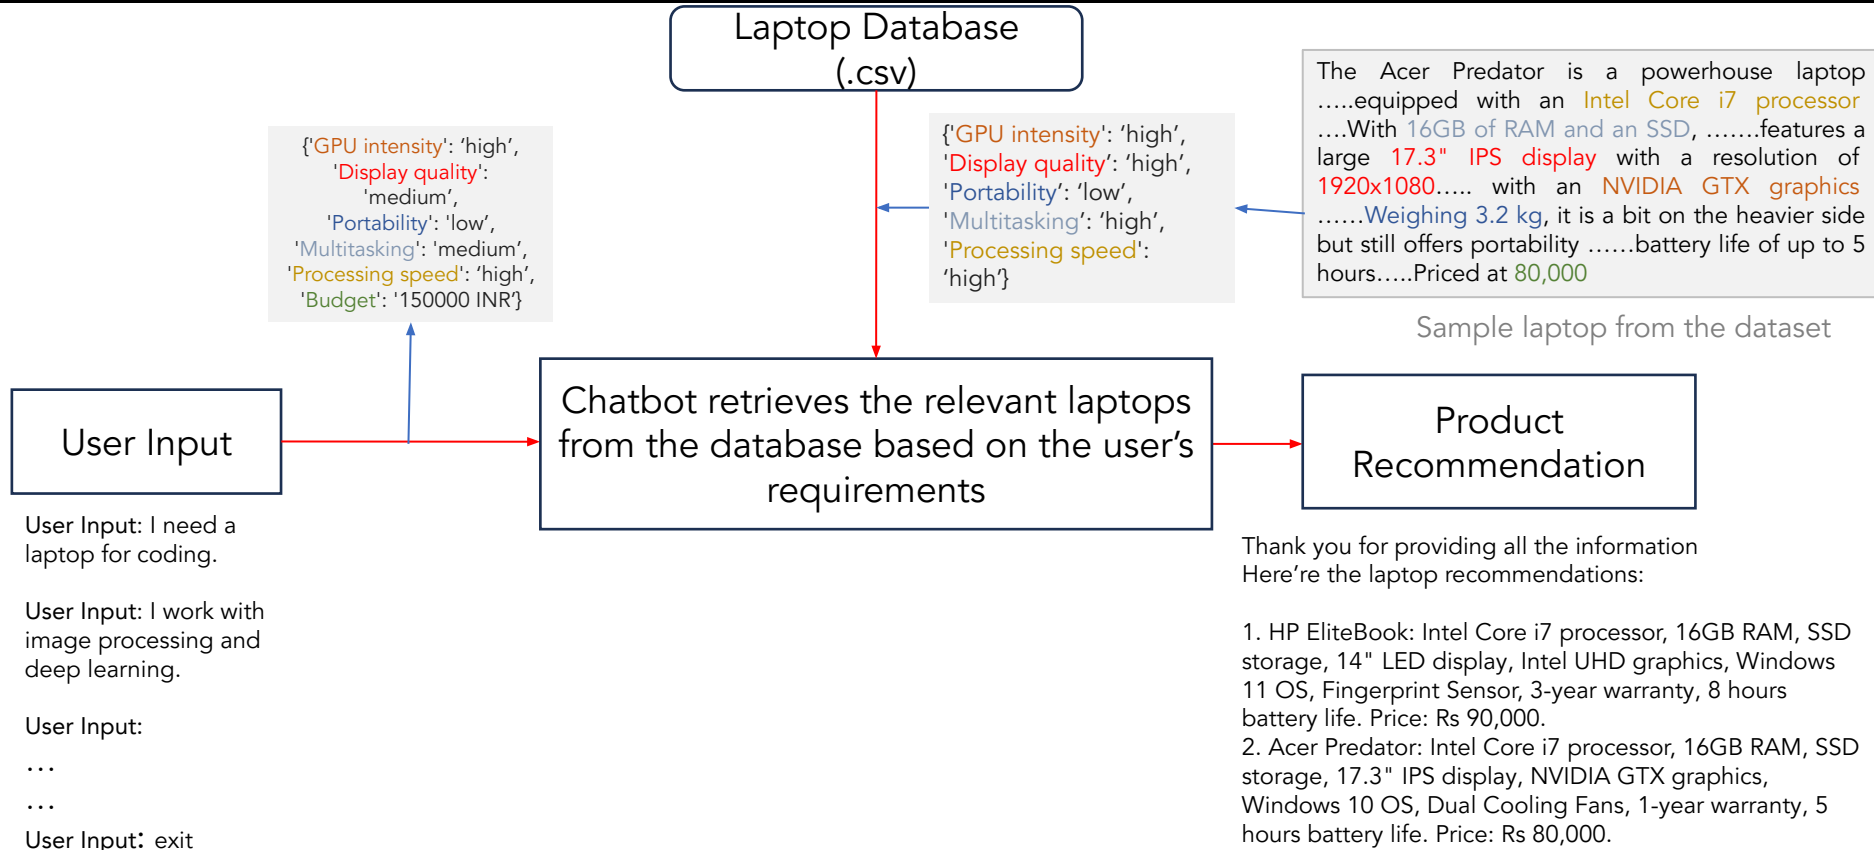 Laptop Database
(.csv)
{'GPU intensity': ‘high’,
'Display quality':
'medium’,
'Portability': 'low’,
'Multitasking': 'medium’,
'Processing speed': ‘high’,
'Budget': '150000 INR’}
{'GPU intensity': ‘high’,
'Display quality’: ‘high’,
'Portability’: ‘low’,
'Multitasking’: ‘high’,
'Processing speed':
‘high’}
The Acer Predator is a powerhouse laptop
…..equipped with an Intel Core i7 processor
….With 16GB of RAM and an SSD, …….features a
large 17.3" IPS display with a resolution of
1920x1080….. with an NVIDIA GTX graphics
……Weighing 3.2 kg, it is a bit on the heavier side
but still offers portability ……battery life of up to 5
hours…..Priced at 80,000
Sample laptop from the dataset
User Input
Chatbot retrieves the relevant laptops
from the database based on the user’s
requirements
Product
Recommendation
User Input: I need a
laptop for coding.
User Input: I work with
image processing and
deep learning.
User Input:
…
…
User Input: exit
Thank you for providing all the information
Here’re the laptop recommendations:
1. HP EliteBook: Intel Core i7 processor, 16GB RAM, SSD
storage, 14" LED display, Intel UHD graphics, Windows
11 OS, Fingerprint Sensor, 3-year warranty, 8 hours
battery life. Price: Rs 90,000.
2. Acer Predator: Intel Core i7 processor, 16GB RAM, SSD
storage, 17.3" IPS display, NVIDIA GTX graphics,
Windows 10 OS, Dual Cooling Fans, 1-year warranty, 5
hours battery life. Price: Rs 80,000.